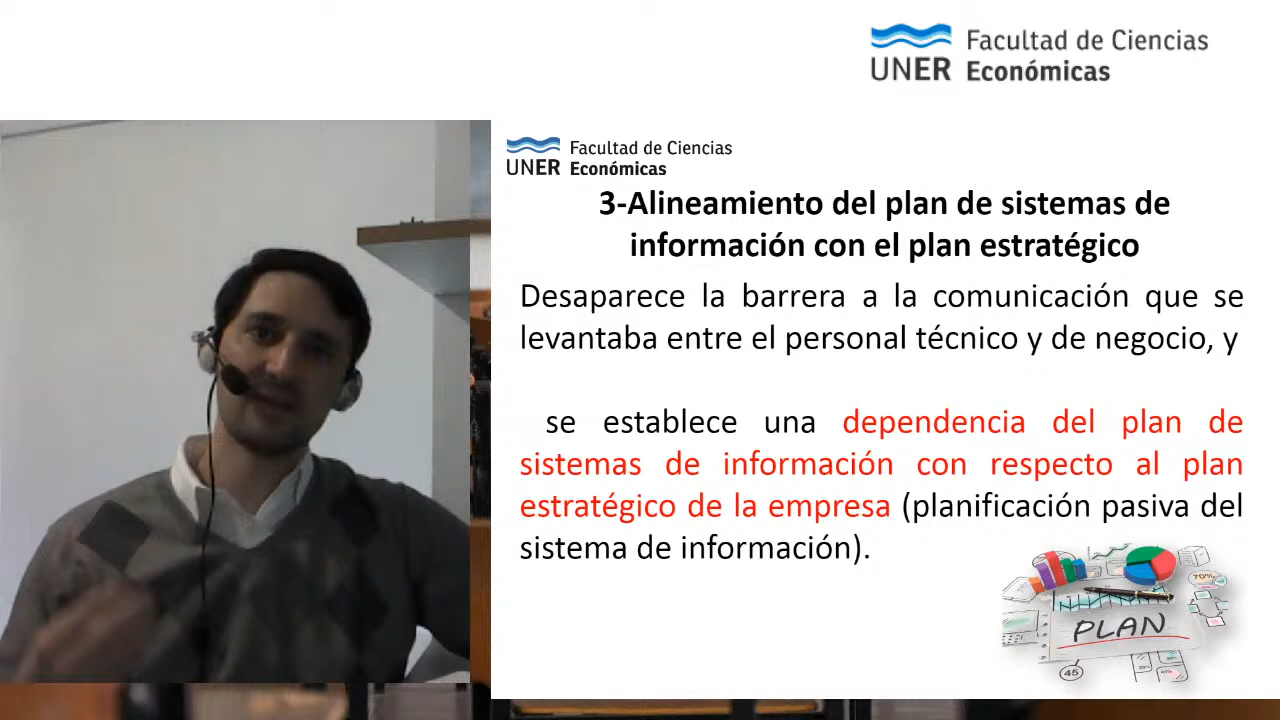 UNER Facultad de Ciencias
Económicas
UNER Facultad de Ciencias
Económicas
3-Alineamiento del plan de sistemas de
información con el plan estratégico
Desaparece la barrera a la comunicación que se
levantaba entre el personal técnico y de negocio, y
se establece una dependencia del plan de
sistemas de información con respecto al plan
estratégico de la empresa (planificación pasiva del
sistema de información).
70%
PLAN
45